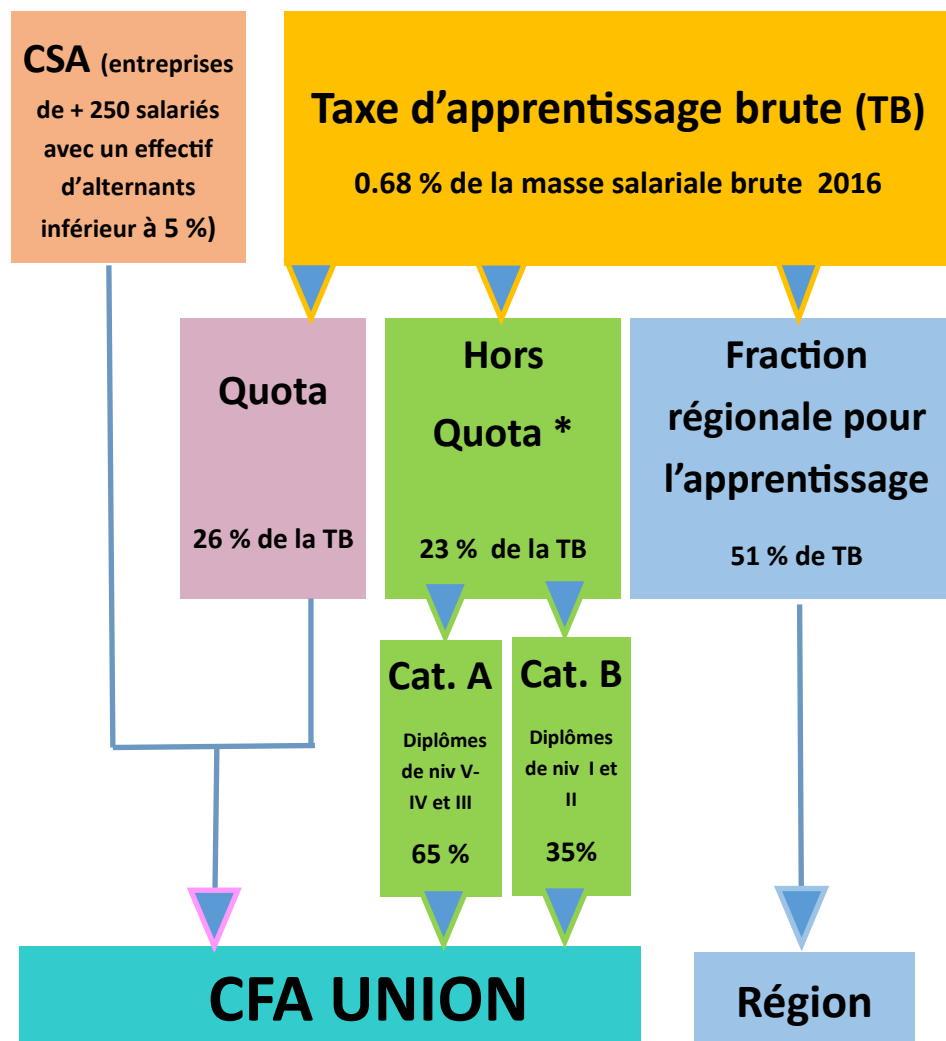 CSA (entreprises
de + 250 salariés
avec un effectif
d'alternants
inférieur à 5 %)
Taxe d'apprentissage brute (TB)
0.68 % de la masse salariale brute 2016
Quota
26 % de la TB
Hors
Quota *
23 % de la TB
Fraction
régionale pour
l'apprentissage
51 % de TB
Cat. A
Diplômes
de niv V-
IV et III
65 %
Cat. B
Diplômes
de niv I et
II
35%
CFA UNION
Région